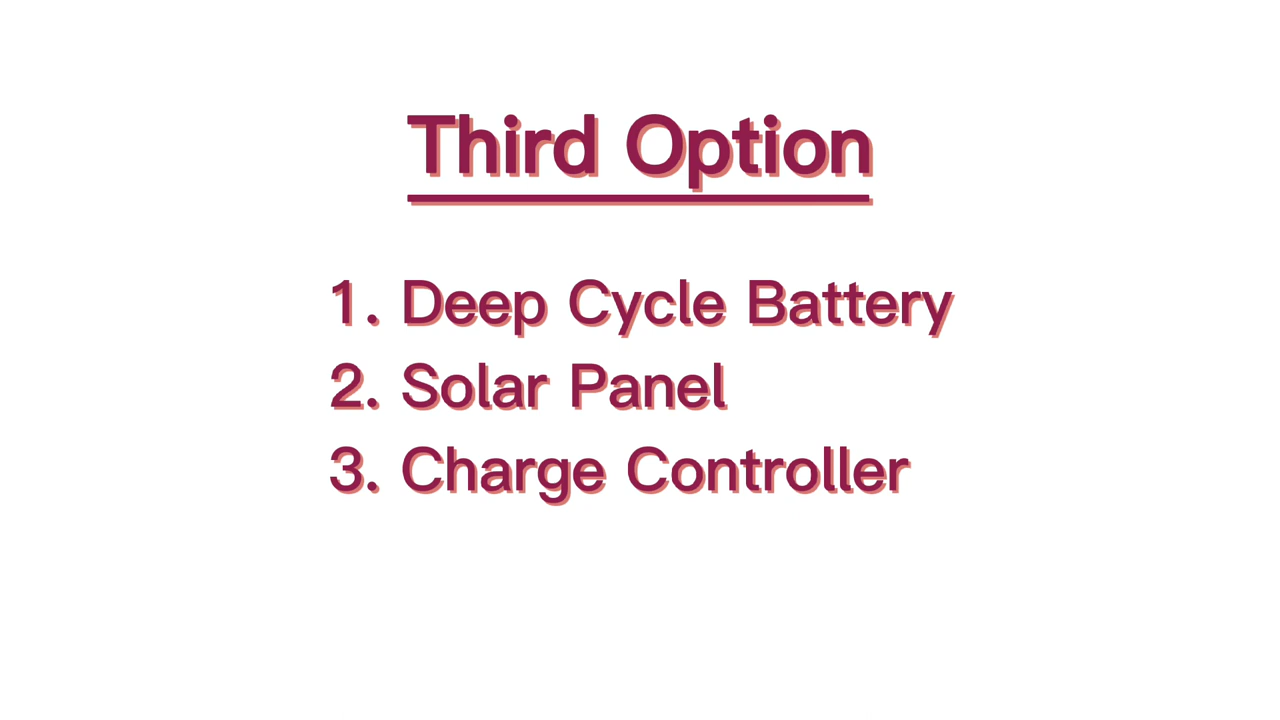 Third Option
1. Deep Cycle Battery
2. Solar Panel
3. Charge Controller